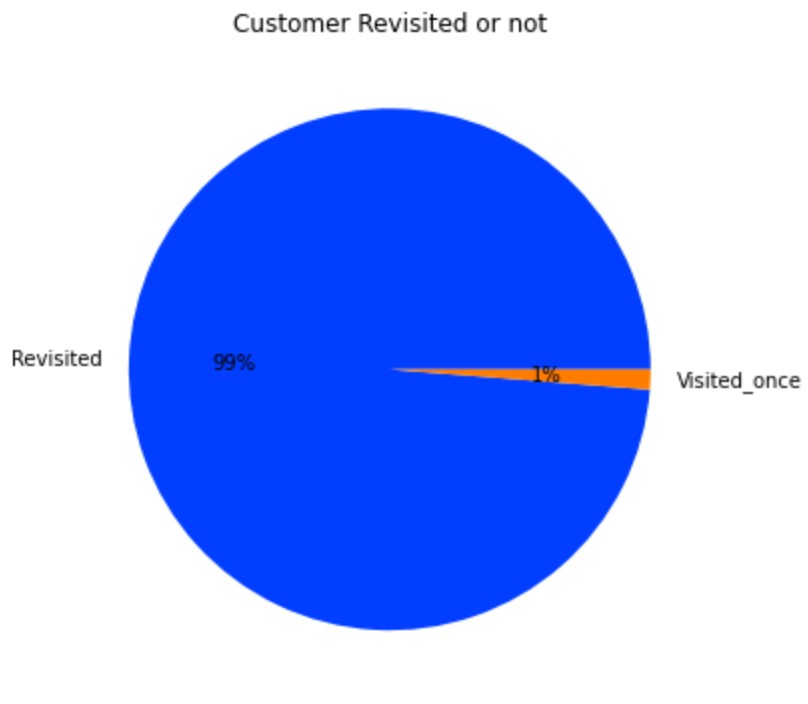 Customer Revisited or not
Revisited
99%
1%
Visited_once